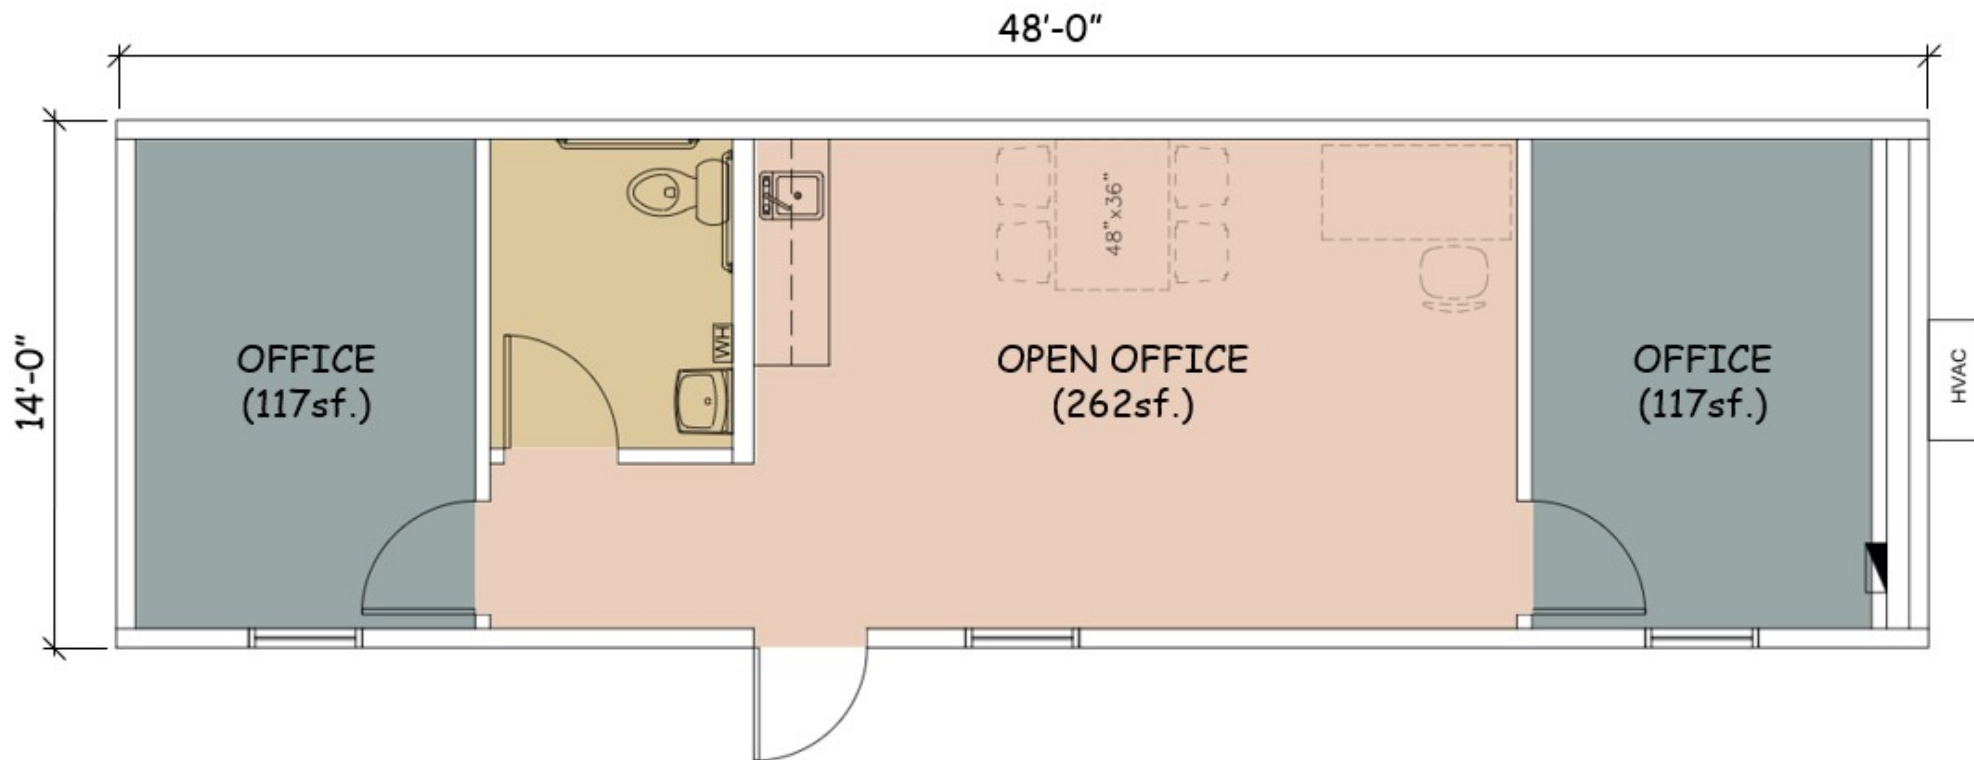 48'-0"
14'-0"
OFFICE
(117sf.)
WH
48"x36"
OPEN OFFICE
(262sf.)
OFFICE
(117sf.)
HVAC